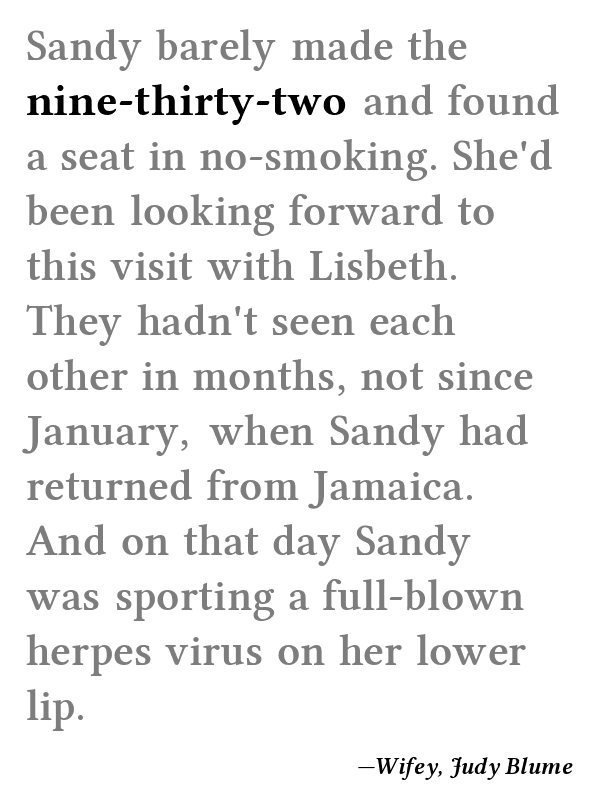 Sandy barely made the
nine-thirty-two and found
a seat in no-smoking. She'd
been looking forward to
this visit with Lisbeth.
They hadn't seen each
other in months, not since
January, when Sandy had
returned from Jamaica.
And on that day Sandy
was sporting a full-blown
herpes virus on her lower
lip.
—Wifey, Judy Blume